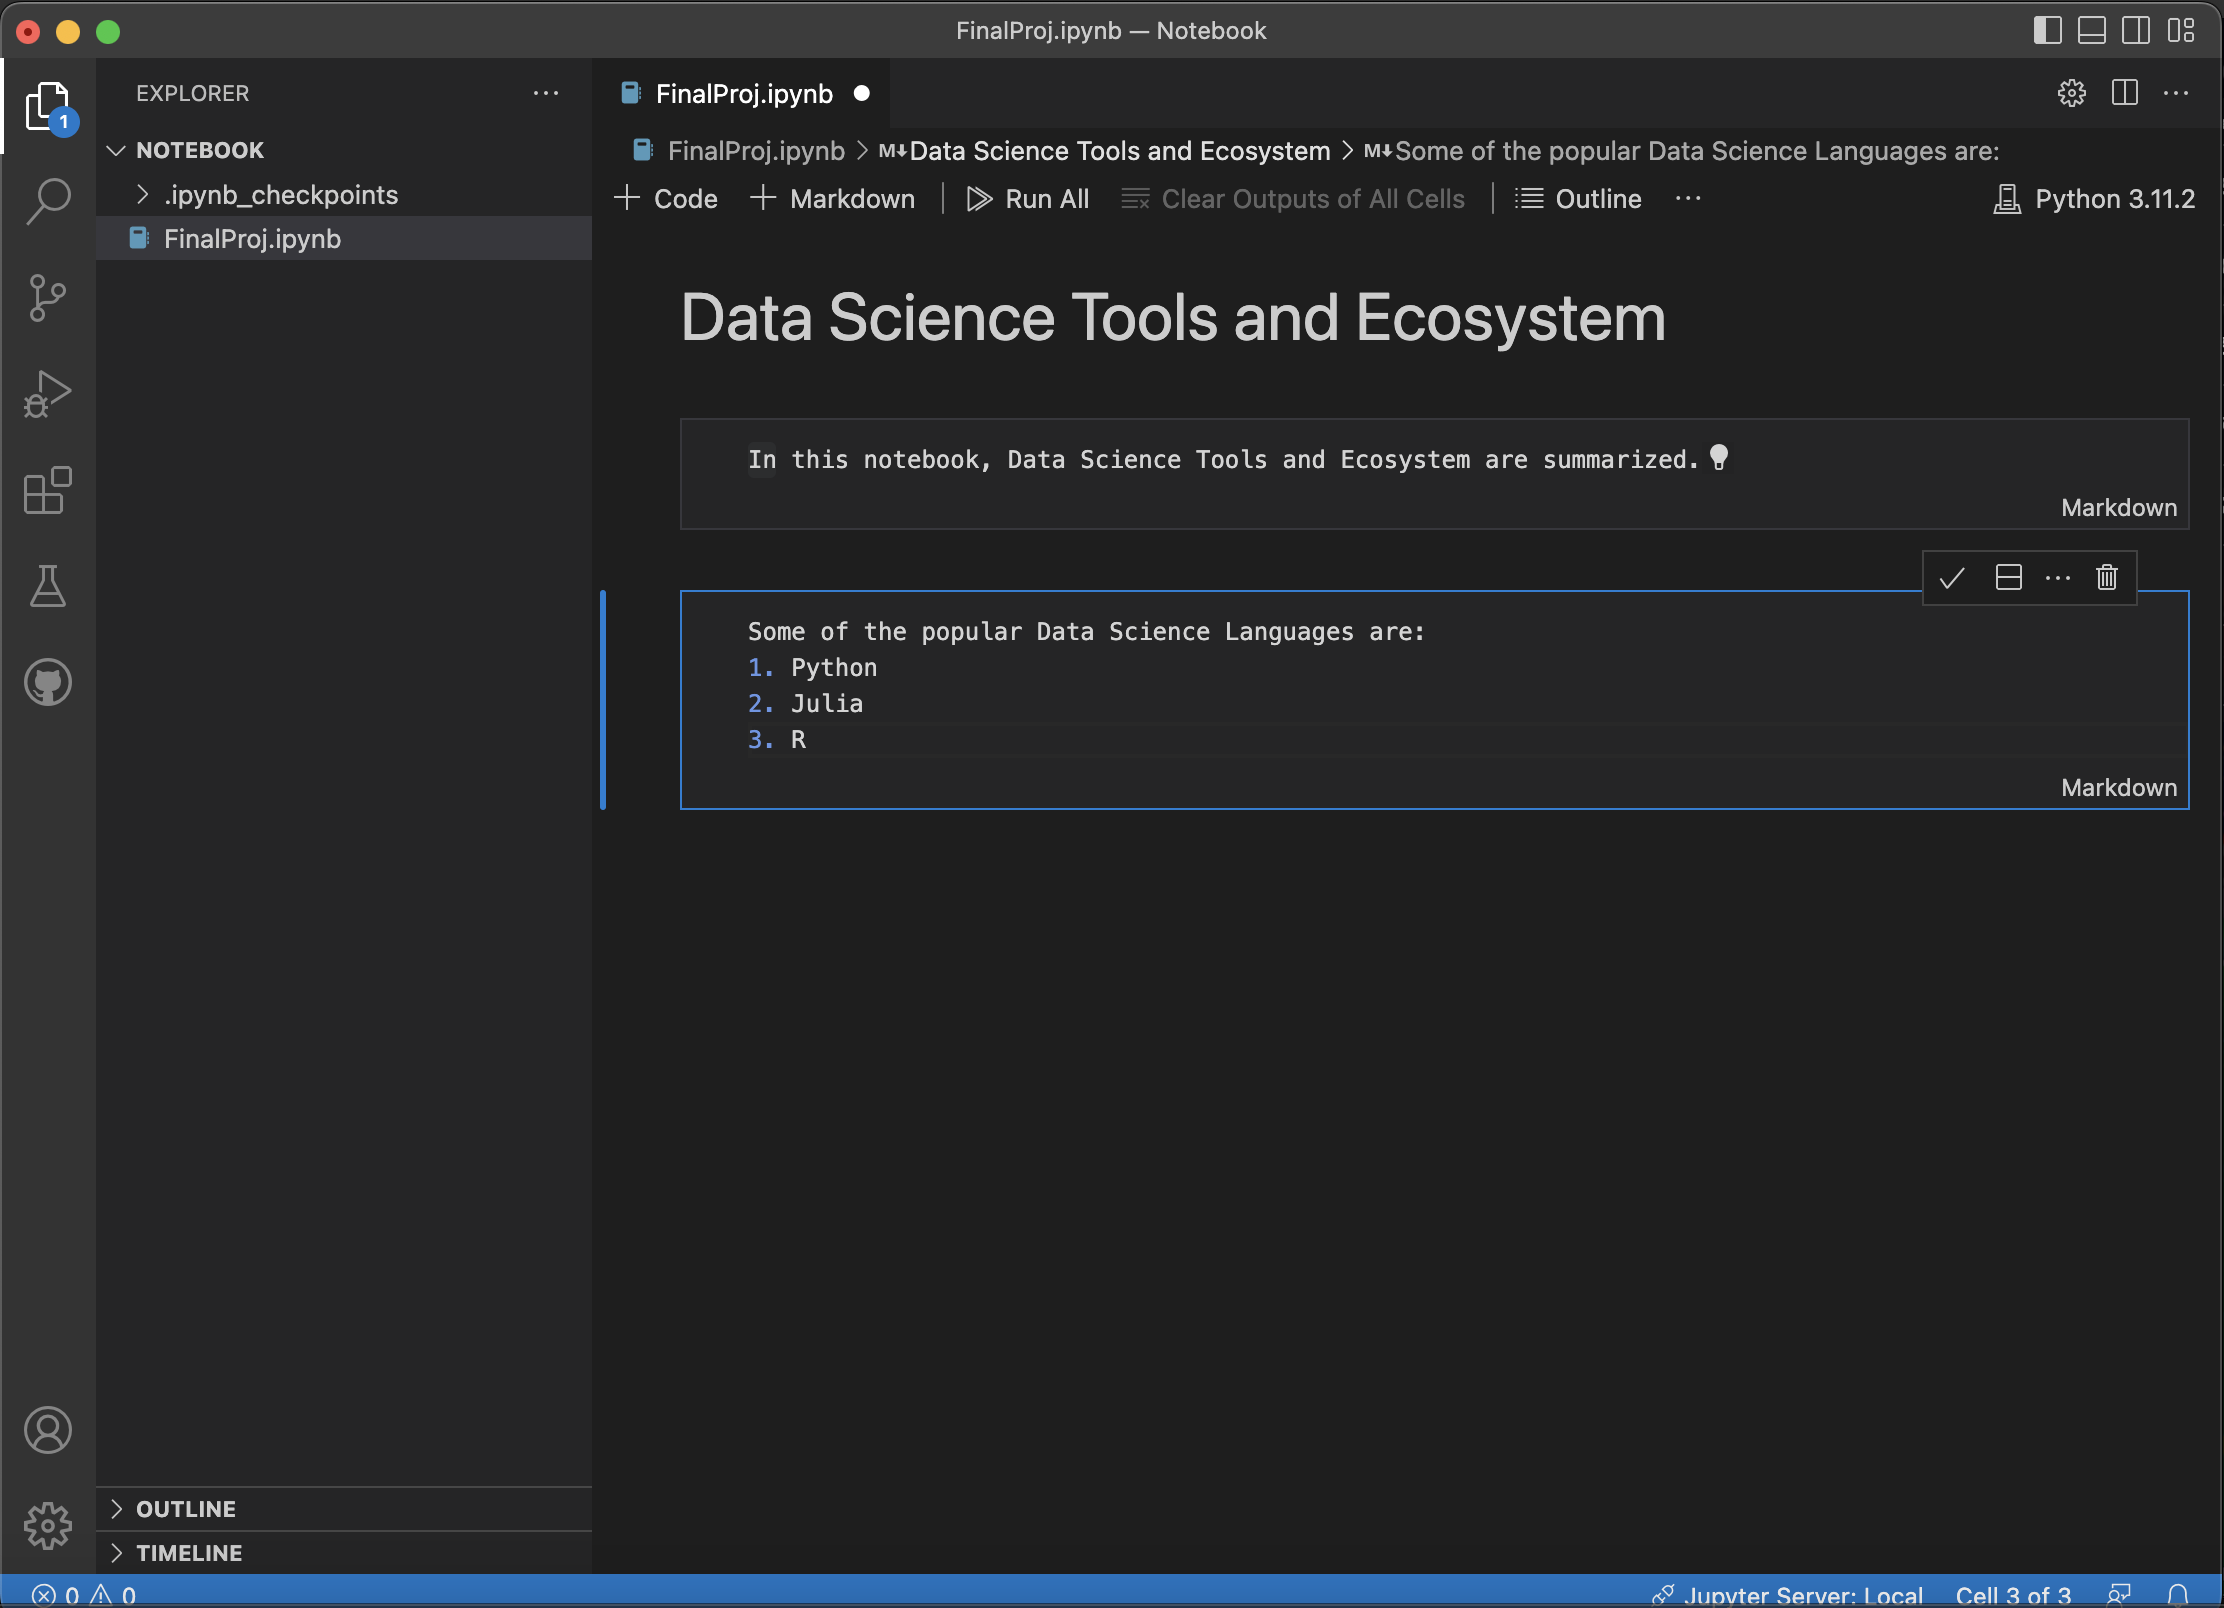 FinalProj.ipynb — Notebook
EXPLORER
NOTEBOOK
.ipynb_checkpoints
FinalProj.ipynb
OUTLINE
TIMELINE
1
FinalProj.ipynb
FinalProj.ipynb > M↓Data Science Tools and Ecosystem > M↓Some of the popular Data Science Languages are:
+ Code + Markdown | Run All Clear Outputs of All Cells | Outline ··· Python 3.11.2
Data Science Tools and Ecosystem
In this notebook, Data Science Tools and Ecosystem are summarized.
Markdown
Some of the popular Data Science Languages are:
1. Python
2. Julia
3. R
Markdown
0 0 Jupyter Server: Local Cell 3 of 3